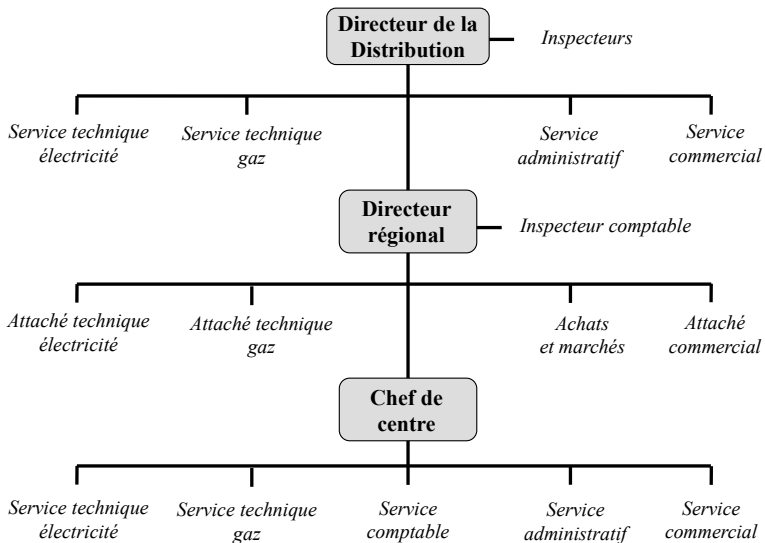 Directeur de la
Distribution
Inspecteurs
Service technique
électricité
Service technique
gaz
Service
administratif
Service
commercial
Directeur
régional
Inspecteur comptable
Attaché technique
électricité
Attaché technique
gaz
Achats
et marchés
Attaché
commercial
Chef de
centre
Service technique
électricité
Service technique
gaz
Service
comptable
Service
administratif
Service
commercial